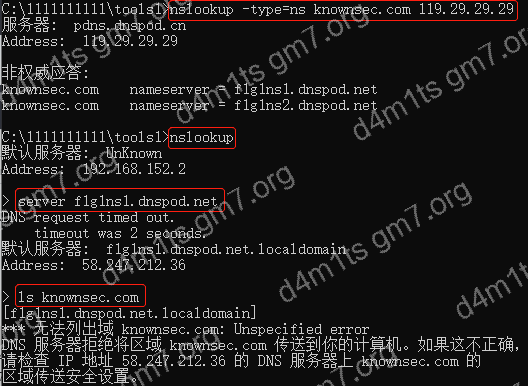 C:\1111111111\tools1>nslookup -type=ns knownsec.com 119.29.29.29
服务器:  pdns.dnspod.cn
Address:  119.29.29.29
非权威应答:
knownsec.com    nameserver = f1g1ns1.dnspod.net
knownsec.com    nameserver = f1g1ns2.dnspod.net
C:\1111111111\tools1>nslookup
默认服务器:  UnKnown
Address:  192.168.152.2
> server f1g1ns1.dnspod.net
DNS request timed out.
    timeout was 2 seconds.
默认服务器:  f1g1ns1.dnspod.net.localdomain
Address:  58.247.212.36
> ls knownsec.com
[f1g1ns1.dnspod.net.localdomain]
*** 无法列出域 knownsec.com: Unspecified error
DNS 服务器拒绝将区域 knownsec.com 传送到你的计算机。如果这不正确,
请检查 IP 地址 58.247.212.36 的 DNS 服务器上 knownsec.com 的
区域传送安全设置。
d4m1ts gm7.org
d4m1ts gm7.org
d4m1ts gm7.org
d4m1ts gm7.org